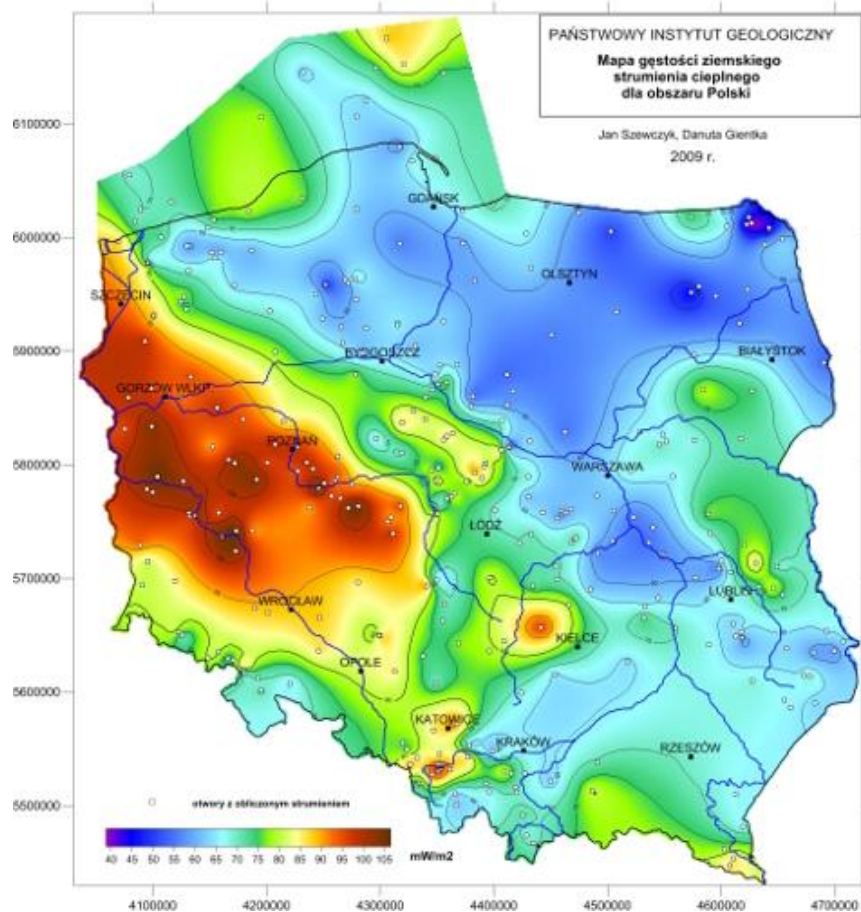 PAŃSTWOWY INSTYTUT GEOLOGICZNY
Mapa gęstości ziemskiego
strumienia cieplnego
dla obszaru Polski
Jan Szewczyk, Danuta Gientka
2009 r.
6100000
GDAŃSK
6000000
OLSZTYN
SZCZECIN
5900000
BYDGOSZCZ
BIAŁYSTOK
GORZÓW WLKP
POZNAŃ
5800000
WARSZAWA
ŁÓDŹ
5700000
LUBLIN
WROCŁAW
KIELCE
OPOLE
5600000
KATOWICE
KRAKÓW
RZESZÓW
5500000
otwory z obliczonym strumieniem
40 45 50 55 60 65 70 75 80 85 90 95 100 105 mW/m2
4100000 4200000 4300000 4400000 4500000 4600000 4700000